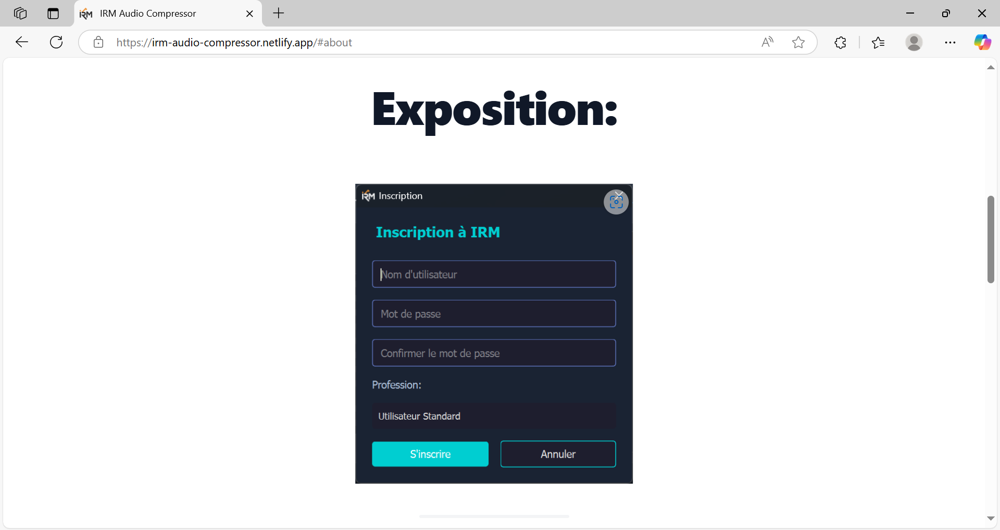 IRM Audio Compressor
https://irm-audio-compressor.netlify.app/#about
Exposition:
IRM Inscription
Inscription à IRM
Nom d'utilisateur
Mot de passe
Confirmer le mot de passe
Profession:
Utilisateur Standard
S'inscrire Annuler